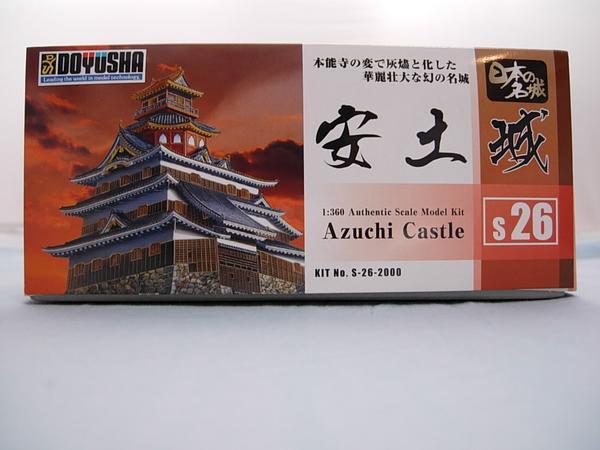 DOYUSHA
Leading the world in model technology.
本能寺の変で灰燼と化した
華麗壮大な幻の名城
日本の名城
安土城
1:360 Authentic Scale Model Kit
Azuchi Castle
S 26
KIT No. S-26-2000